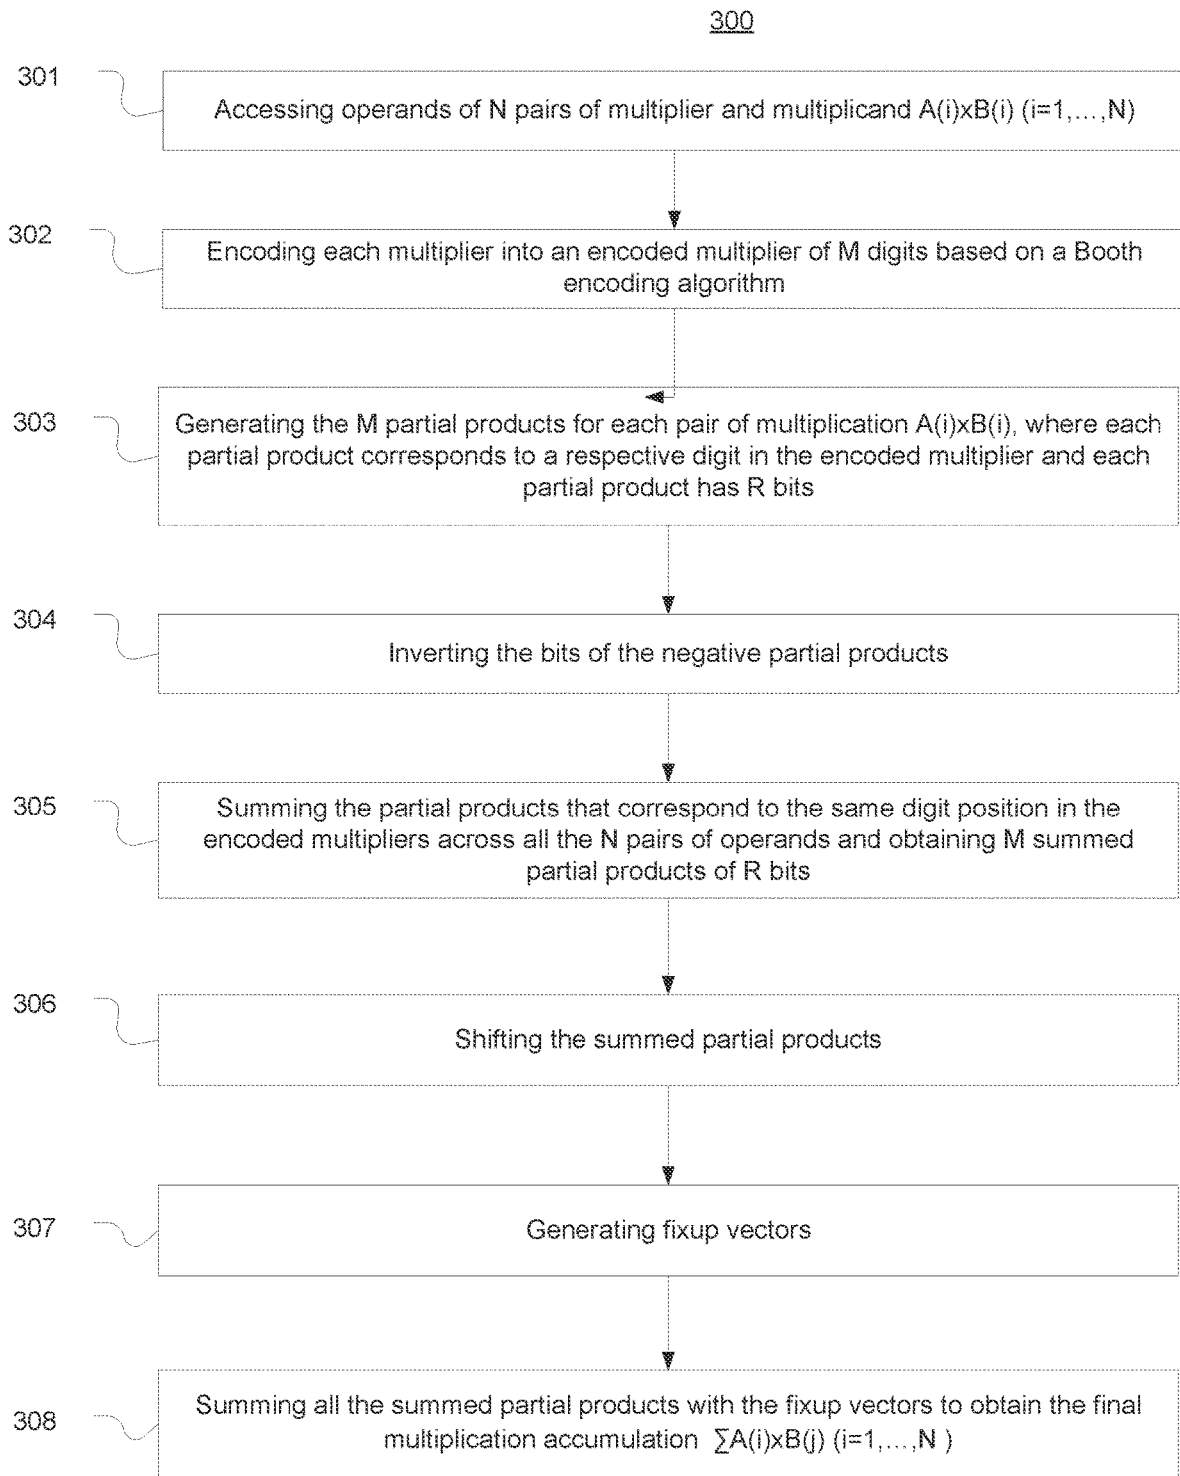 300
301
Accessing operands of N pairs of multiplier and multiplicand A(i)xB(i) (i=1,...,N)
302
Encoding each multiplier into an encoded multiplier of M digits based on a Booth
encoding algorithm
303
Generating the M partial products for each pair of multiplication A(i)xB(i), where each
partial product corresponds to a respective digit in the encoded multiplier and each
partial product has R bits
304
Inverting the bits of the negative partial products
305
Summing the partial products that correspond to the same digit position in the
encoded multipliers across all the N pairs of operands and obtaining M summed
partial products of R bits
306
Shifting the summed partial products
307
Generating fixup vectors
308
Summing all the summed partial products with the fixup vectors to obtain the final
multiplication accumulation ∑A(i)xB(j) (i=1,...,N )